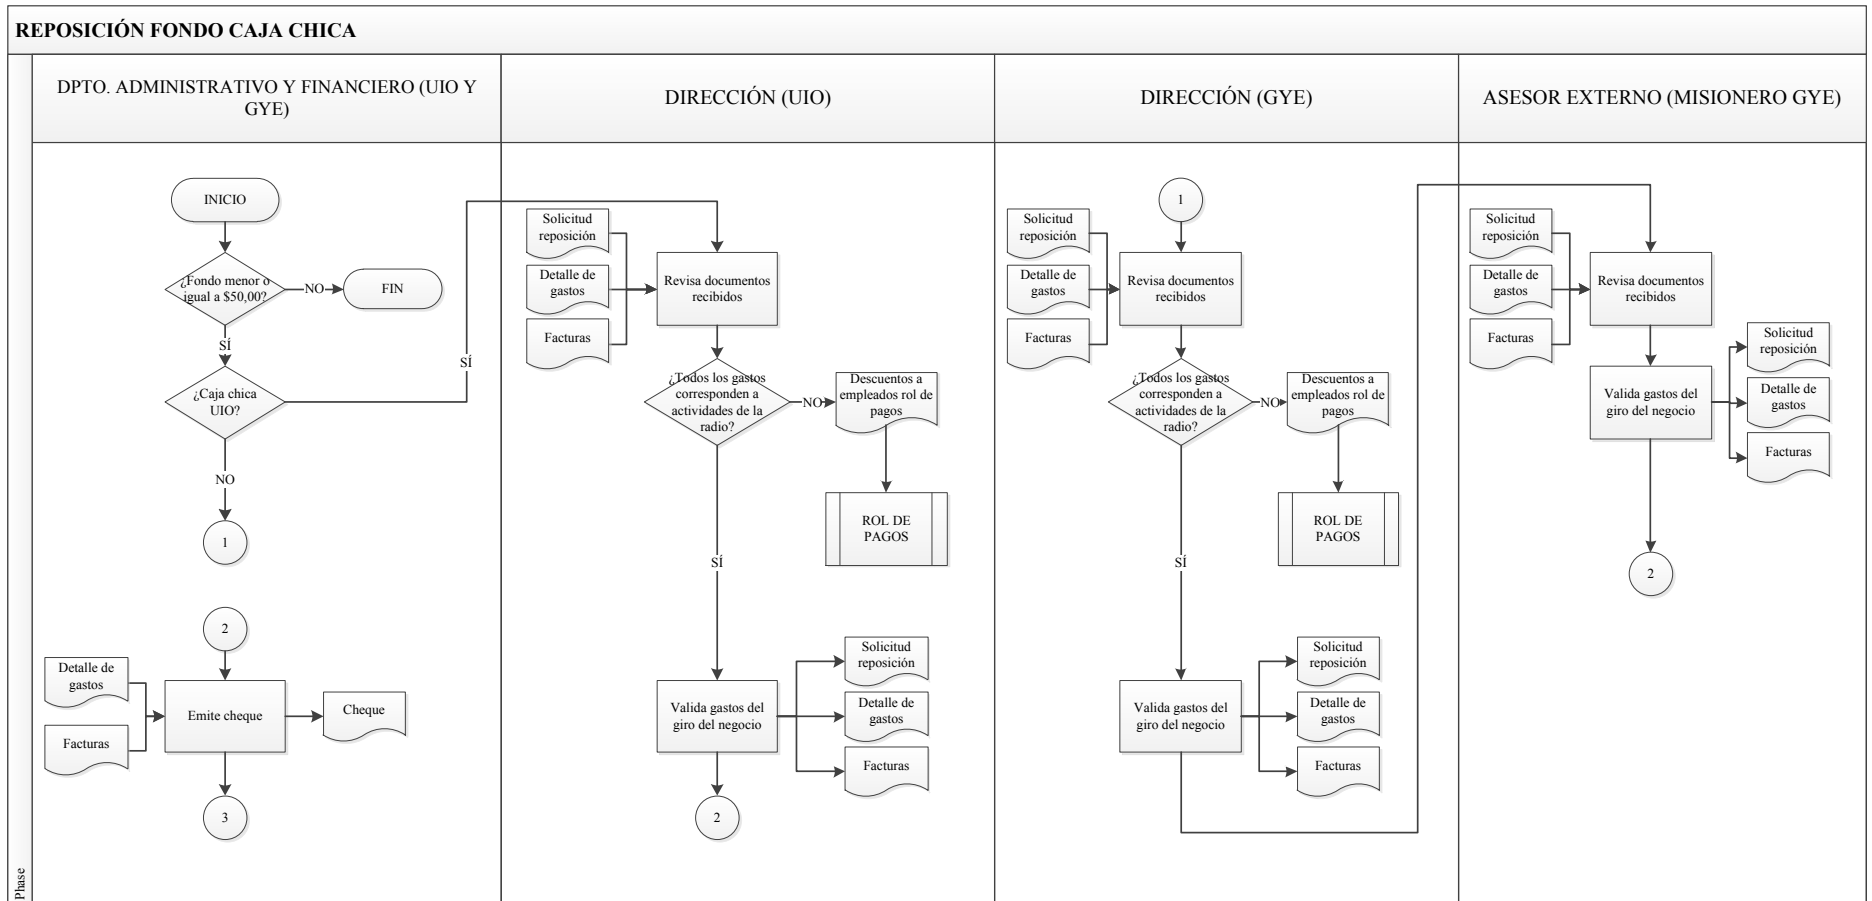 REPOSICIÓN FONDO CAJA CHICA
Phase
DPTO. ADMINISTRATIVO Y FINANCIERO (UIO Y
GYE)
INICIO
¿Fondo menor o
igual a $50,00?
NO
FIN
SÍ
¿Caja chica
UIO?
SÍ
NO
1
2
Detalle de
gastos
Facturas
Emite cheque
Cheque
3
DIRECCIÓN (UIO)
Solicitud
reposición
Detalle de
gastos
Facturas
Revisa documentos
recibidos
¿Todos los gastos
corresponden a
actividades de la
radio?
NO
Descuentos a
empleados rol de
pagos
ROL DE
PAGOS
SÍ
Valida gastos del
giro del negocio
Solicitud
reposición
Detalle de
gastos
Facturas
2
DIRECCIÓN (GYE)
1
Solicitud
reposición
Detalle de
gastos
Facturas
Revisa documentos
recibidos
¿Todos los gastos
corresponden a
actividades de la
radio?
NO
Descuentos a
empleados rol de
pagos
ROL DE
PAGOS
SÍ
Valida gastos del
giro del negocio
Solicitud
reposición
Detalle de
gastos
Facturas
ASESOR EXTERNO (MISIONERO GYE)
Solicitud
reposición
Detalle de
gastos
Facturas
Revisa documentos
recibidos
Valida gastos del
giro del negocio
Solicitud
reposición
Detalle de
gastos
Facturas
2